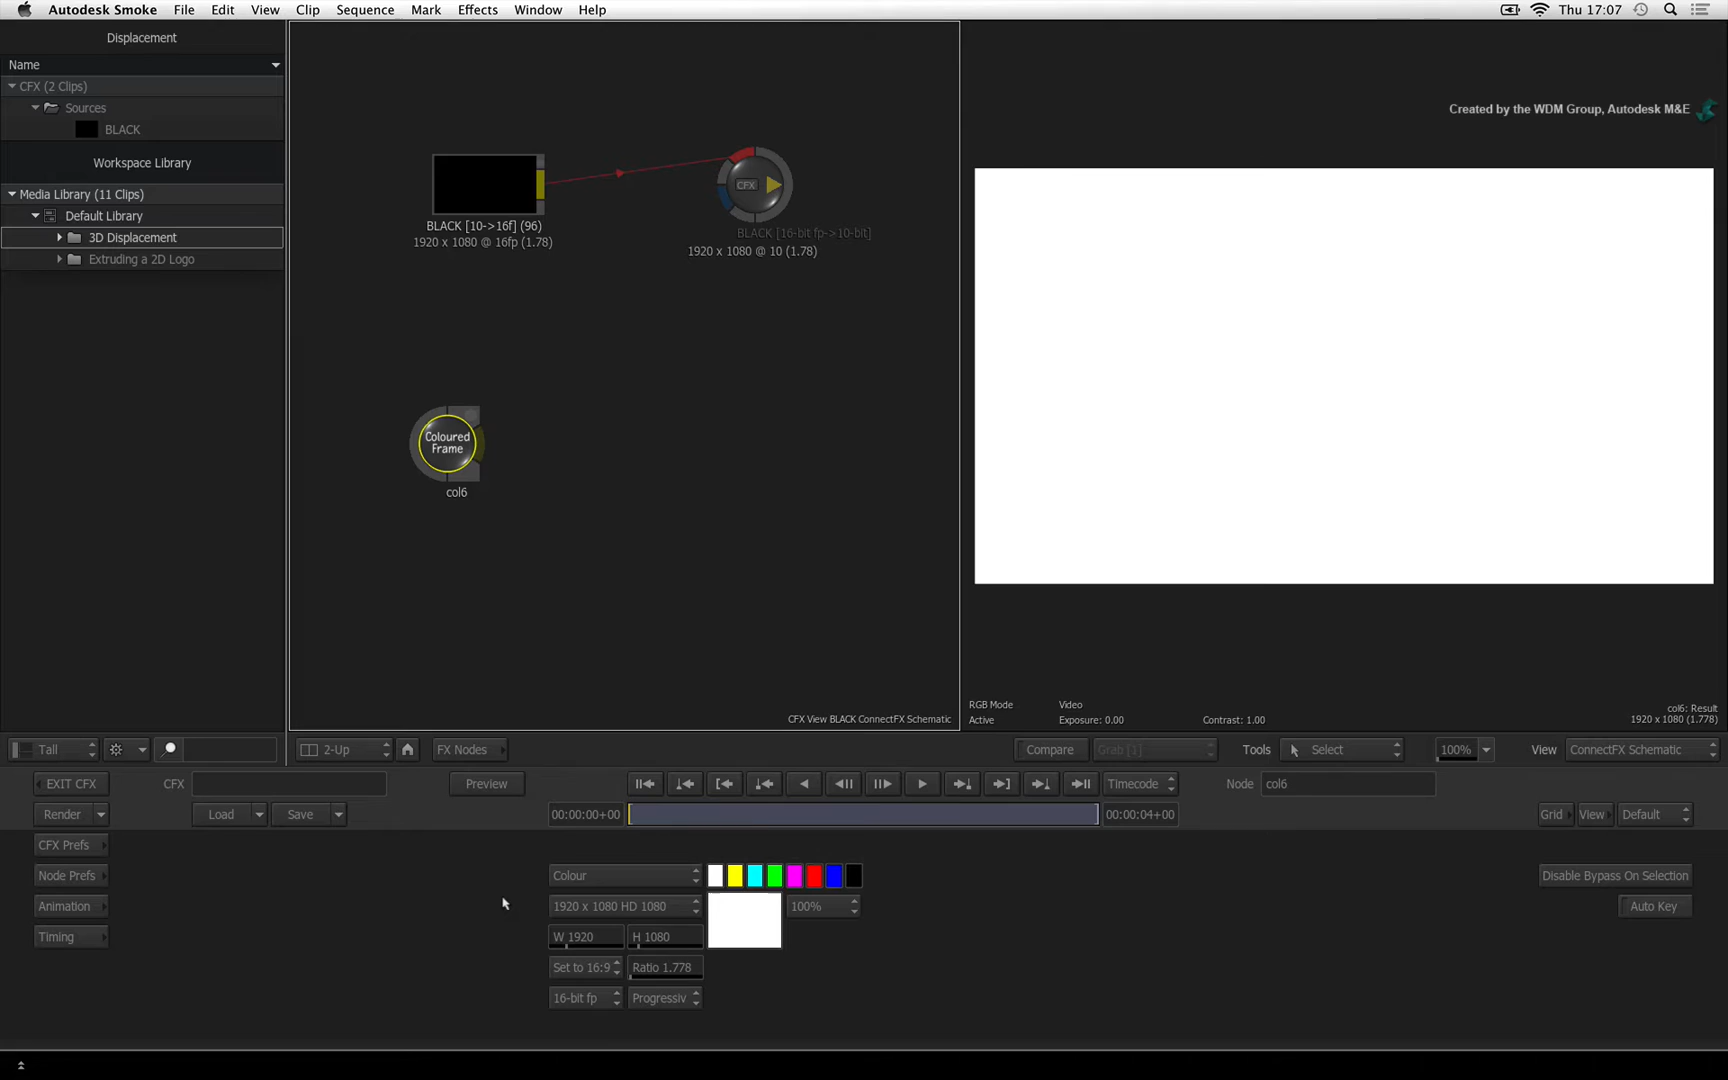 Autodesk Smoke File Edit View Clip Sequence Mark Effects Window Help Thu 17:07
Displacement
Name
CFX (2 Clips)
Sources
BLACK
Workspace Library
Media Library (11 Clips)
Default Library
3D Displacement
Extruding a 2D Logo
BLACK [10->16f] (96)
1920 x 1080 @ 16fp (1.78)
CFX
BLACK [16-bit fp->10-bit]
1920 x 1080 @ 10 (1.78)
Coloured
Frame
col6
CFX View BLACK ConnectFX Schematic
Created by the WDM Group, Autodesk M&E
RGB Mode Video col6: Result
Active Exposure: 0.00 Contrast: 1.00 1920 x 1080 (1.778)
Tall 2-Up FX Nodes Compare Grab [1] Tools Select 100% View ConnectFX Schematic
EXIT CFX CFX Preview Timecode Node col6
Render Load Save 00:00:00+00 00:00:04+00 Grid View Default
CFX Prefs
Node Prefs Colour Disable Bypass On Selection
Animation 1920 x 1080 HD 1080 100% Auto Key
Timing W 1920 H 1080
Set to 16:9 Ratio 1.778
16-bit fp Progressiv